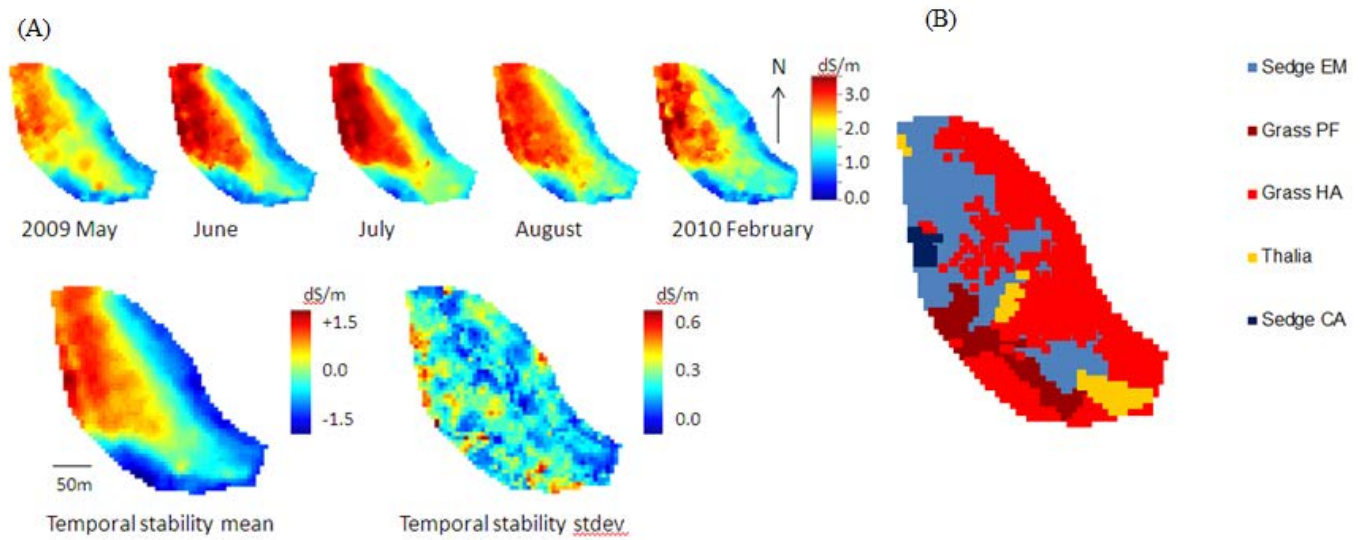 (A)
(B)
dS/m
N
3.0
2.0
1.0
0.0
2009 May
June
July
August
2010 February
Sedge EM
Grass PF
Grass HA
Thalia
Sedge CA
dS/m
+1.5
0.0
-1.5
50m
Temporal stability mean
dS/m
0.6
0.3
0.0
Temporal stability stdev